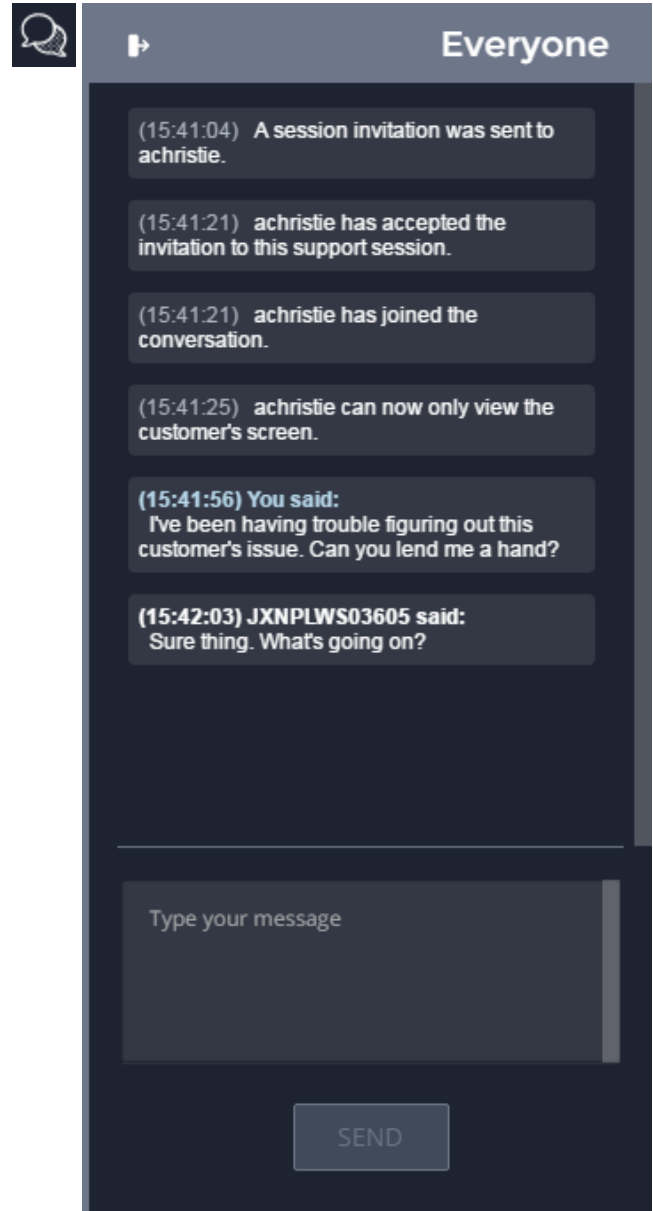 Everyone
(15:41:04) A session invitation was sent to
achristie.
(15:41:21) achristie has accepted the
invitation to this support session.
(15:41:21) achristie has joined the
conversation.
(15:41:25) achristie can now only view the
customer's screen.
(15:41:56) You said:
I've been having trouble figuring out this
customer's issue. Can you lend me a hand?
(15:42:03) JXNPLWS03605 said:
Sure thing. What's going on?
Type your message
SEND